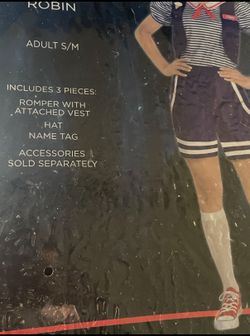 ROBIN
ADULT S/M
INCLUDES 3 PIECES:
ROMPER WITH
ATTACHED VEST
HAT
NAME TAG
ACCESSORIES
SOLD SEPARATELY